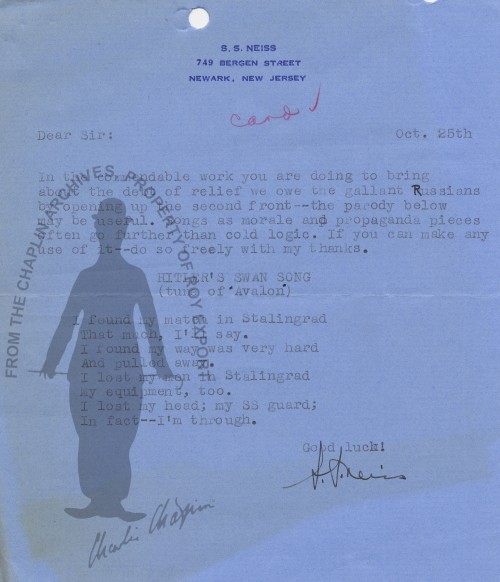 S. S. NEISS
749 BERGEN STREET
NEWARK, NEW JERSEY
card ✓
Dear Sir: Oct. 25th
In the commendable work you are doing to bring
about the debt of relief we owe the gallant Russians
by opening up the second front--the parody below
may be useful. Songs as morale and propaganda pieces
often go further than cold logic. If you can make any
use of it--do so freely with my thanks.
HITLER'S SWAN SONG
(tune of "Avalon")
I found my match in Stalingrad
That much, I'll say.
I found my way was very hard
And pulled away.
I lost my men in Stalingrad
My equipment, too.
I lost my head; my SS guard;
In fact--I'm through.
Good luck!
S. S. Neiss
FROM THE CHAPLIN ARCHIVES, PROPERTY OF ROY EXPORT
Charlie Chaplin